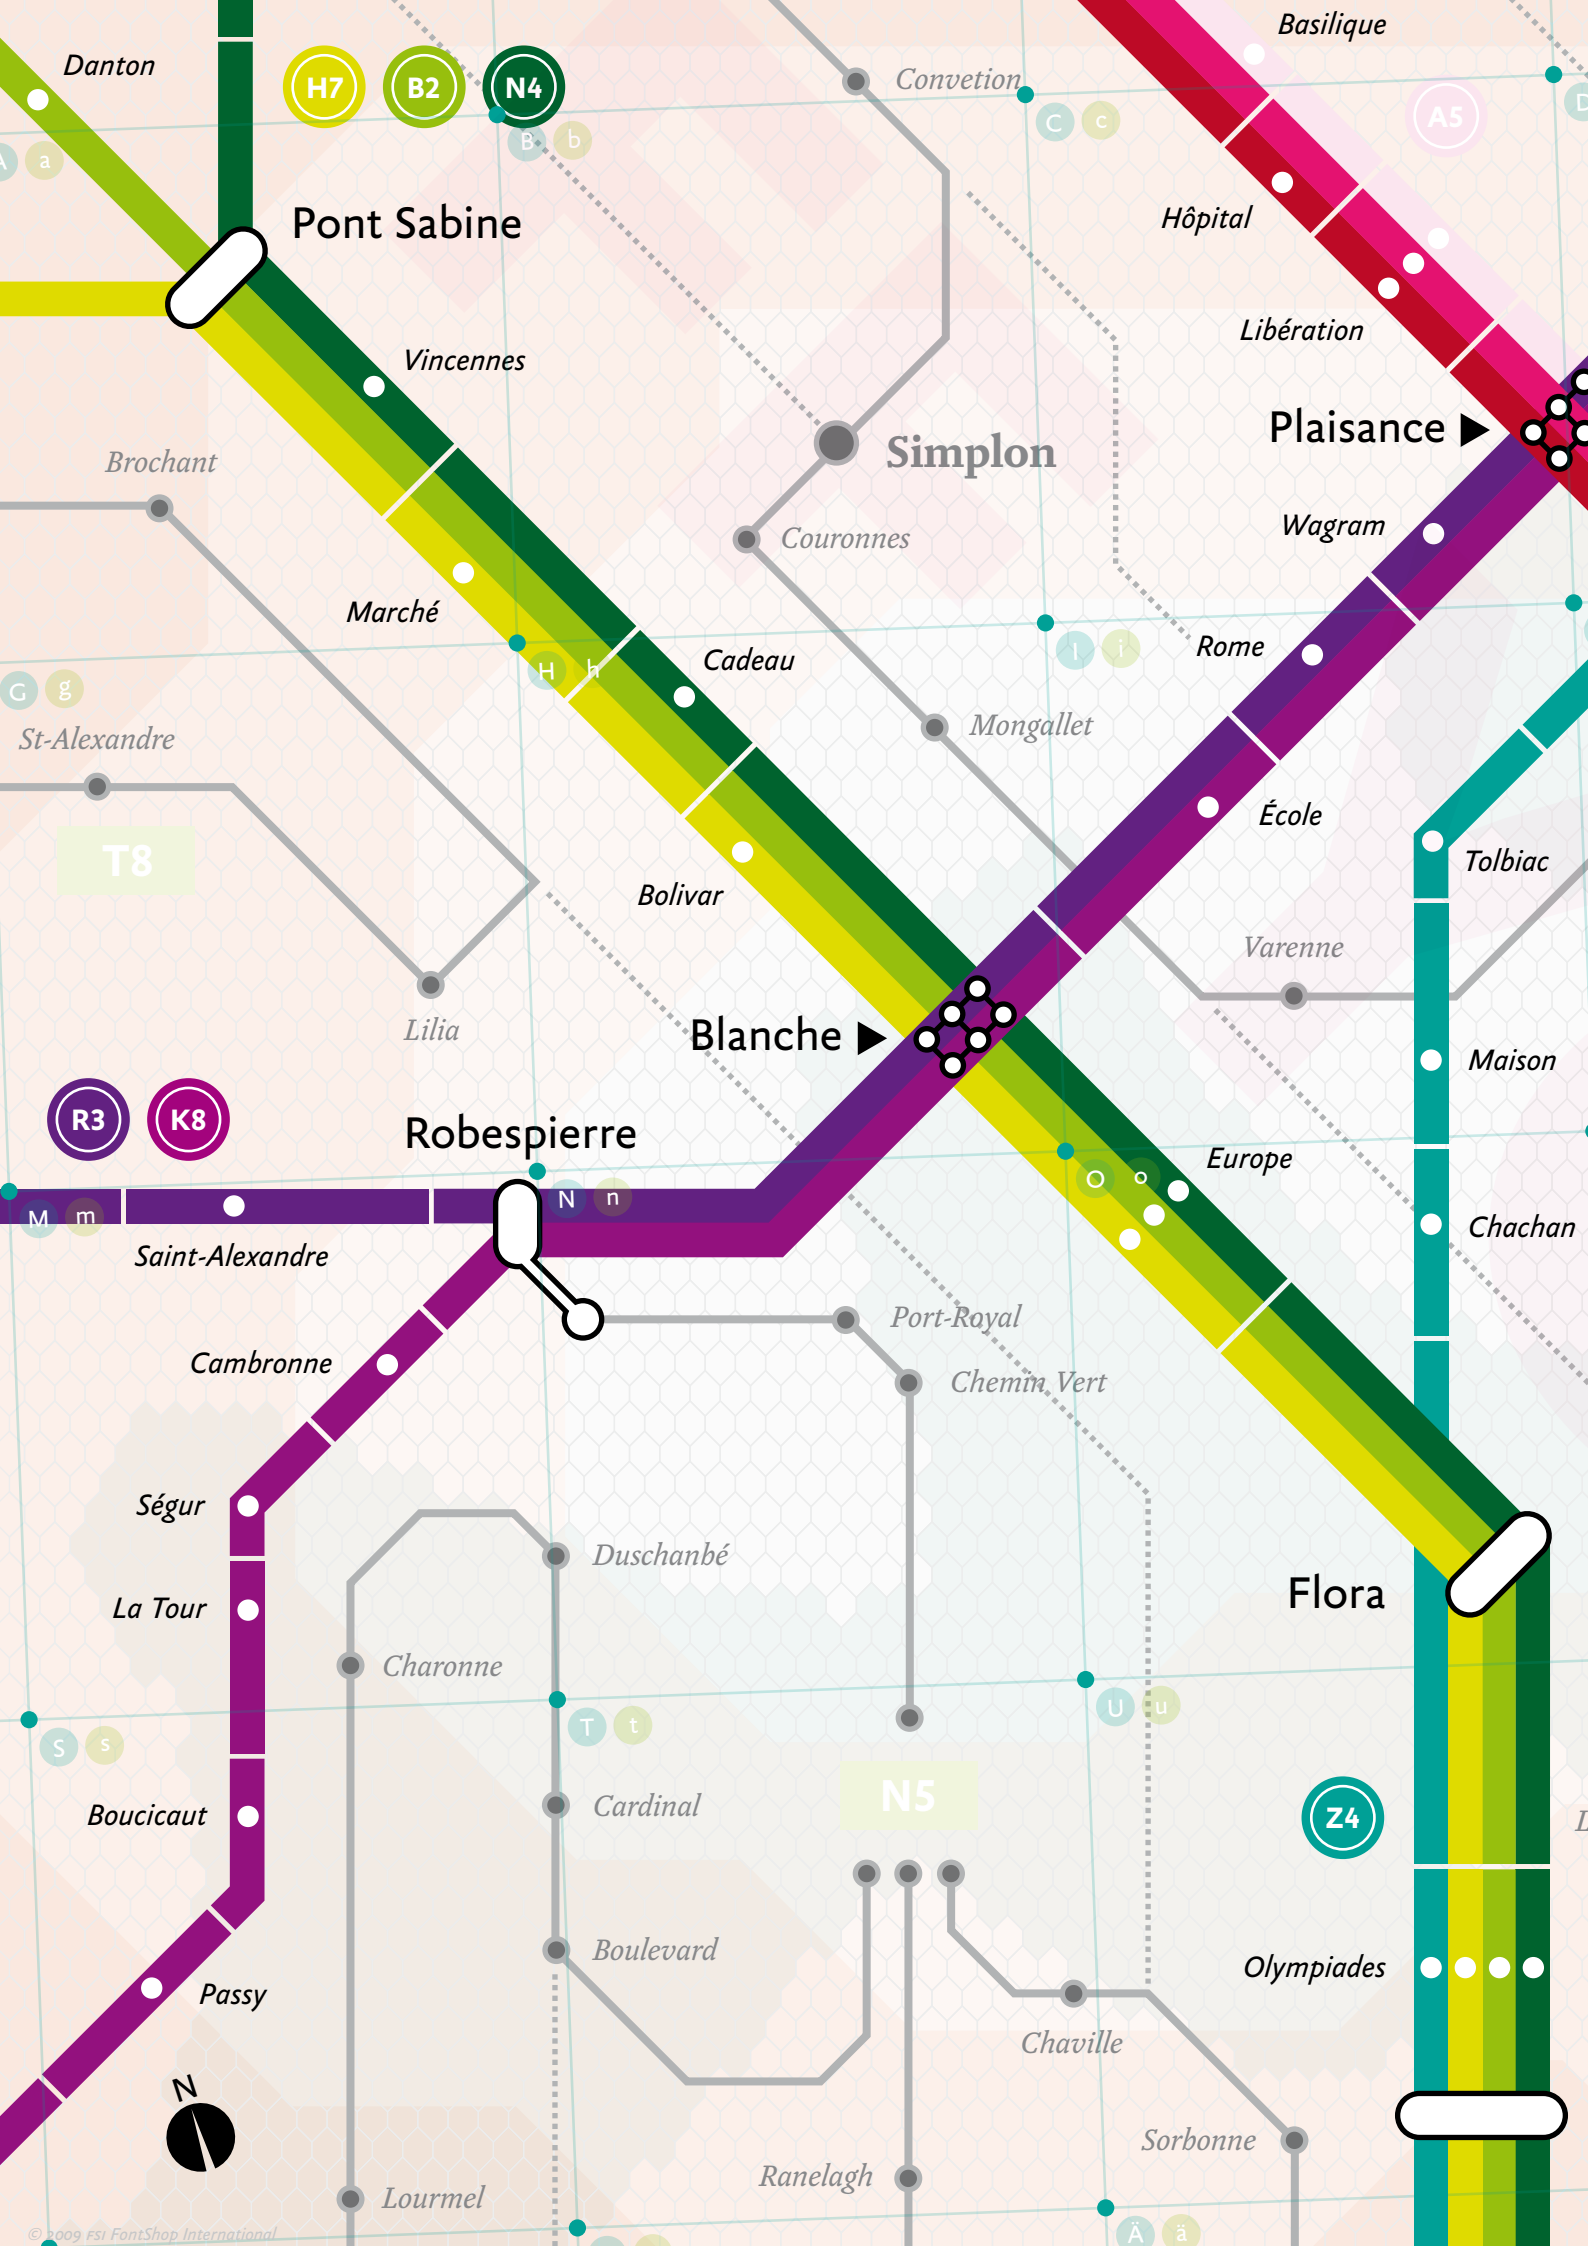 Basilique
Danton
H7 B2 N4
Convetion
A5
B b
C c
D
A a
Pont Sabine
Hôpital
Libération
Vincennes
Plaisance
Brochant
Simplon
Wagram
Couronnes
Marché
Rome
I i
Cadeau
H h
G g
Mongallet
St-Alexandre
École
T8
Tolbiac
Bolivar
Varenne
Lilia
Blanche
Maison
R3 K8
Robespierre
Europe
O o
N n
M m
Chachan
Saint-Alexandre
Port-Royal
Cambronne
Chemin Vert
Ségur
Duschanbé
Flora
La Tour
Charonne
U u
T t
S s
N5
Cardinal
Boucicaut
Z4
Boulevard
Olympiades
Passy
Chaville
N
Sorbonne
Ranelagh
Lourmel
Ä ä
© 2009 FSI FontShop International